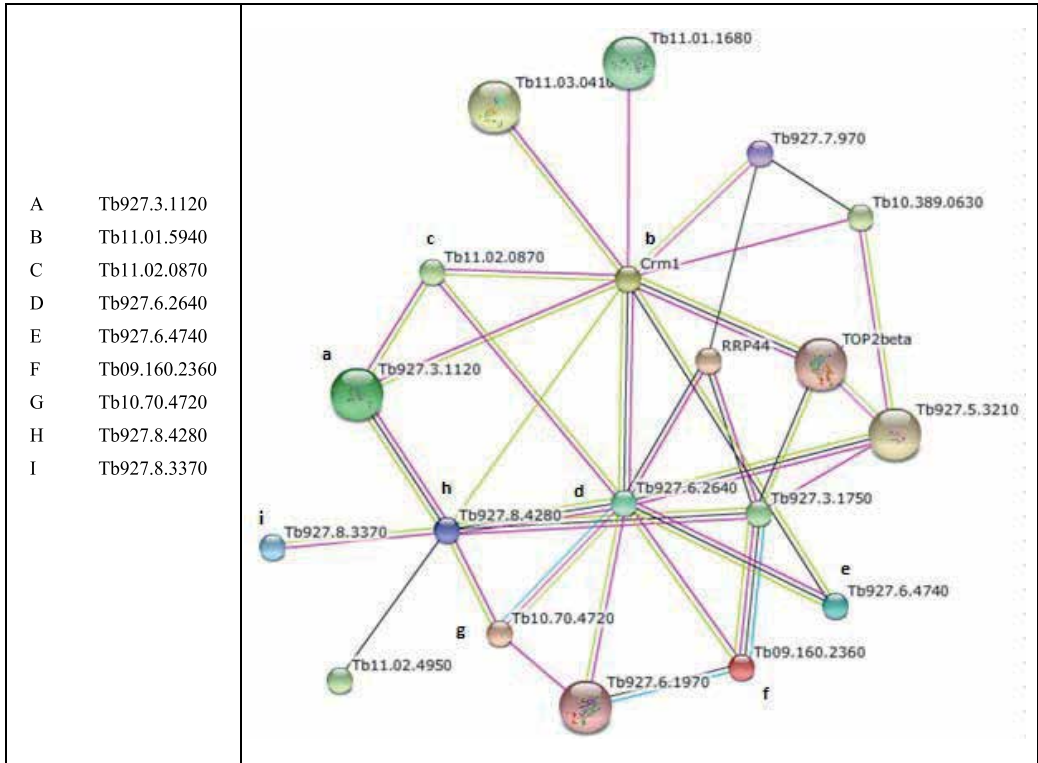 A Tb927.3.1120
B Tb11.01.5940
C Tb11.02.0870
D Tb927.6.2640
E Tb927.6.4740
F Tb09.160.2360
G Tb10.70.4720
H Tb927.8.4280
I Tb927.8.3370
Tb11.01.1680
Tb11.03.0410
Tb927.7.970
Tb10.389.0630
c
Tb11.02.0870
b
Crm1
RRP44
TOP2beta
a
Tb927.3.1120
Tb927.5.3210
h
Tb927.8.4280
d
Tb927.6.2640
Tb927.3.1750
i
Tb927.8.3370
e
Tb927.6.4740
g
Tb10.70.4720
Tb11.02.4950
Tb09.160.2360
f
Tb927.6.1970